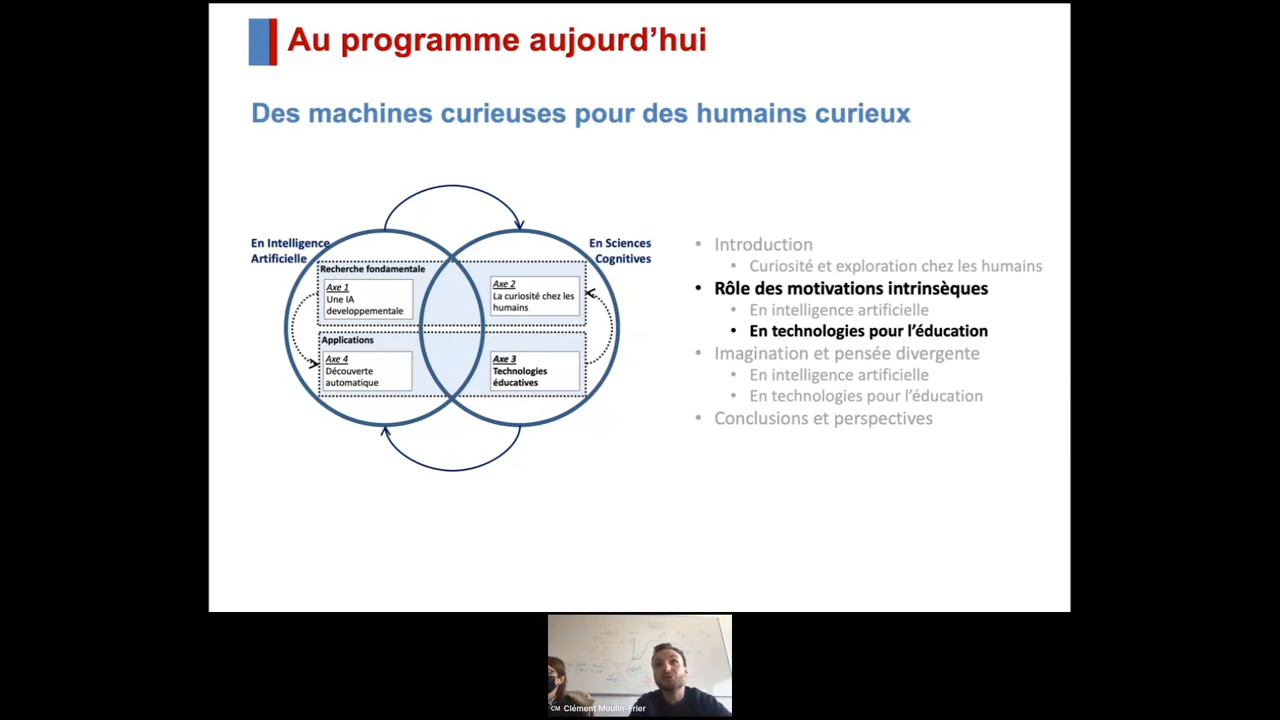 Au programme aujourd’hui
Des machines curieuses pour des humains curieux
En Intelligence
Artificielle
En Sciences
Cognitives
Recherche fondamentale
Axe 1
Une IA
developpementale
Axe 2
La curiosité chez les
humains
Applications
Axe 4
Découverte
automatique
Axe 3
Technologies
éducatives
• Introduction
• Curiosité et exploration chez les humains
• Rôle des motivations intrinsèques
• En intelligence artificielle
• En technologies pour l’éducation
• Imagination et pensée divergente
• En intelligence artificielle
• En technologies pour l’éducation
• Conclusions et perspectives
CM Clément Moulin-Frier